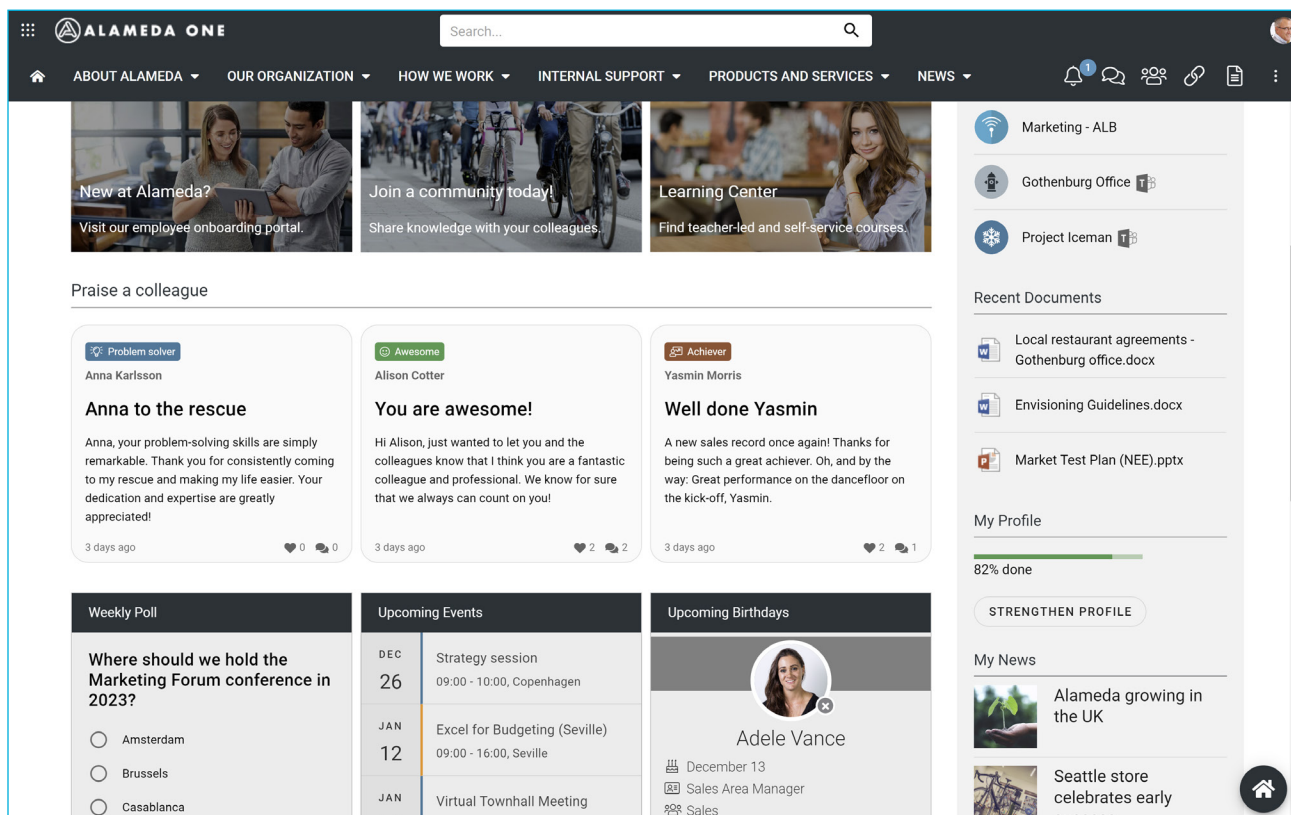 ALAMEDA ONE
Search...
ABOUT ALAMEDA
OUR ORGANIZATION
HOW WE WORK
INTERNAL SUPPORT
PRODUCTS AND SERVICES
NEWS
1
New at Alameda?
Visit our employee onboarding portal.
Join a community today!
Share knowledge with your colleagues.
Learning Center
Find teacher-led and self-service courses.
Praise a colleague
Problem solver
Anna Karlsson
Anna to the rescue
Anna, your problem-solving skills are simply
remarkable. Thank you for consistently coming
to my rescue and making my life easier. Your
dedication and expertise are greatly
appreciated!
3 days ago
0 0
Awesome
Alison Cotter
You are awesome!
Hi Alison, just wanted to let you and the
colleagues know that I think you are a fantastic
colleague and professional. We know for sure
that we always can count on you!
3 days ago
2 2
Achiever
Yasmin Morris
Well done Yasmin
A new sales record once again! Thanks for
being such a great achiever. Oh, and by the
way: Great performance on the dancefloor on
the kick-off, Yasmin.
3 days ago
2 1
Weekly Poll
Where should we hold the
Marketing Forum conference in
2023?
Amsterdam
Brussels
Casablanca
Upcoming Events
DEC
26
Strategy session
09:00 - 10:00, Copenhagen
JAN
12
Excel for Budgeting (Seville)
09:00 - 16:00, Seville
JAN
Virtual Townhall Meeting
Upcoming Birthdays
Adele Vance
December 13
Sales Area Manager
Sales
Marketing - ALB
Gothenburg Office
Project Iceman
Recent Documents
Local restaurant agreements -
Gothenburg office.docx
Envisioning Guidelines.docx
Market Test Plan (NEE).pptx
My Profile
82% done
STRENGTHEN PROFILE
My News
Alameda growing in
the UK
Seattle store
celebrates early